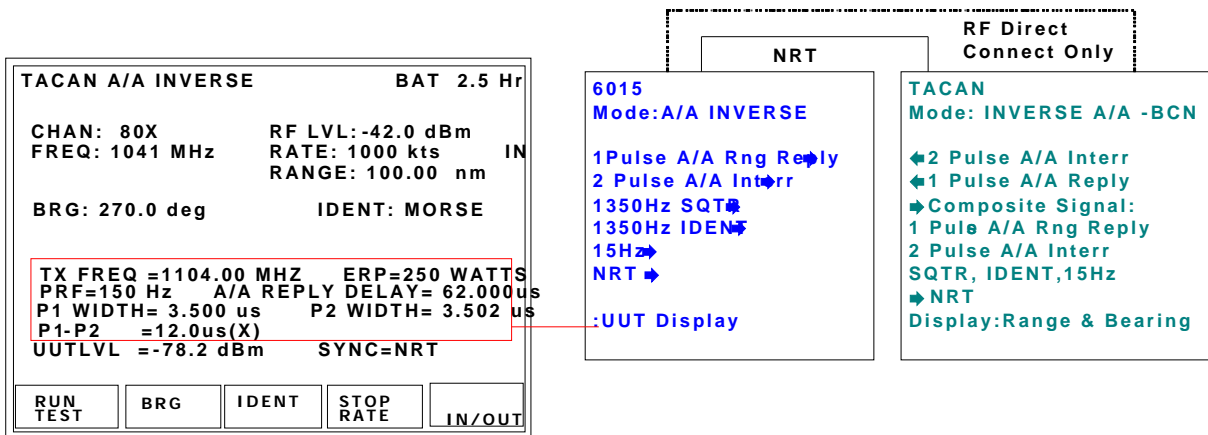 RF Direct
Connect Only
NRT
TACAN A/A INVERSE BAT 2.5 Hr
CHAN: 80X RF LVL:-42.0 dBm
FREQ: 1041 MHz RATE: 1000 kts IN
RANGE: 100.00 nm
BRG: 270.0 deg IDENT: MORSE
TX FREQ =1104.00 MHZ ERP=250 WATTS
PRF=150 Hz A/A REPLY DELAY= 62.000us
P1 WIDTH= 3.500 us P2 WIDTH= 3.502 us
P1-P2 =12.0us(X)
UUTLVL =-78.2 dBm SYNC=NRT
RUN TEST
BRG
IDENT
STOP RATE
IN/OUT
6015
Mode:A/A INVERSE
1Pulse A/A Rng Reply
2 Pulse A/A Interr
1350Hz SQTR
1350Hz IDENT
15Hz
NRT
:UUT Display
TACAN
Mode: INVERSE A/A -BCN
2 Pulse A/A Interr
1 Pulse A/A Reply
Composite Signal:
1 Pulse A/A Rng Reply
2 Pulse A/A Interr
SQTR, IDENT,15Hz
NRT
Display:Range & Bearing